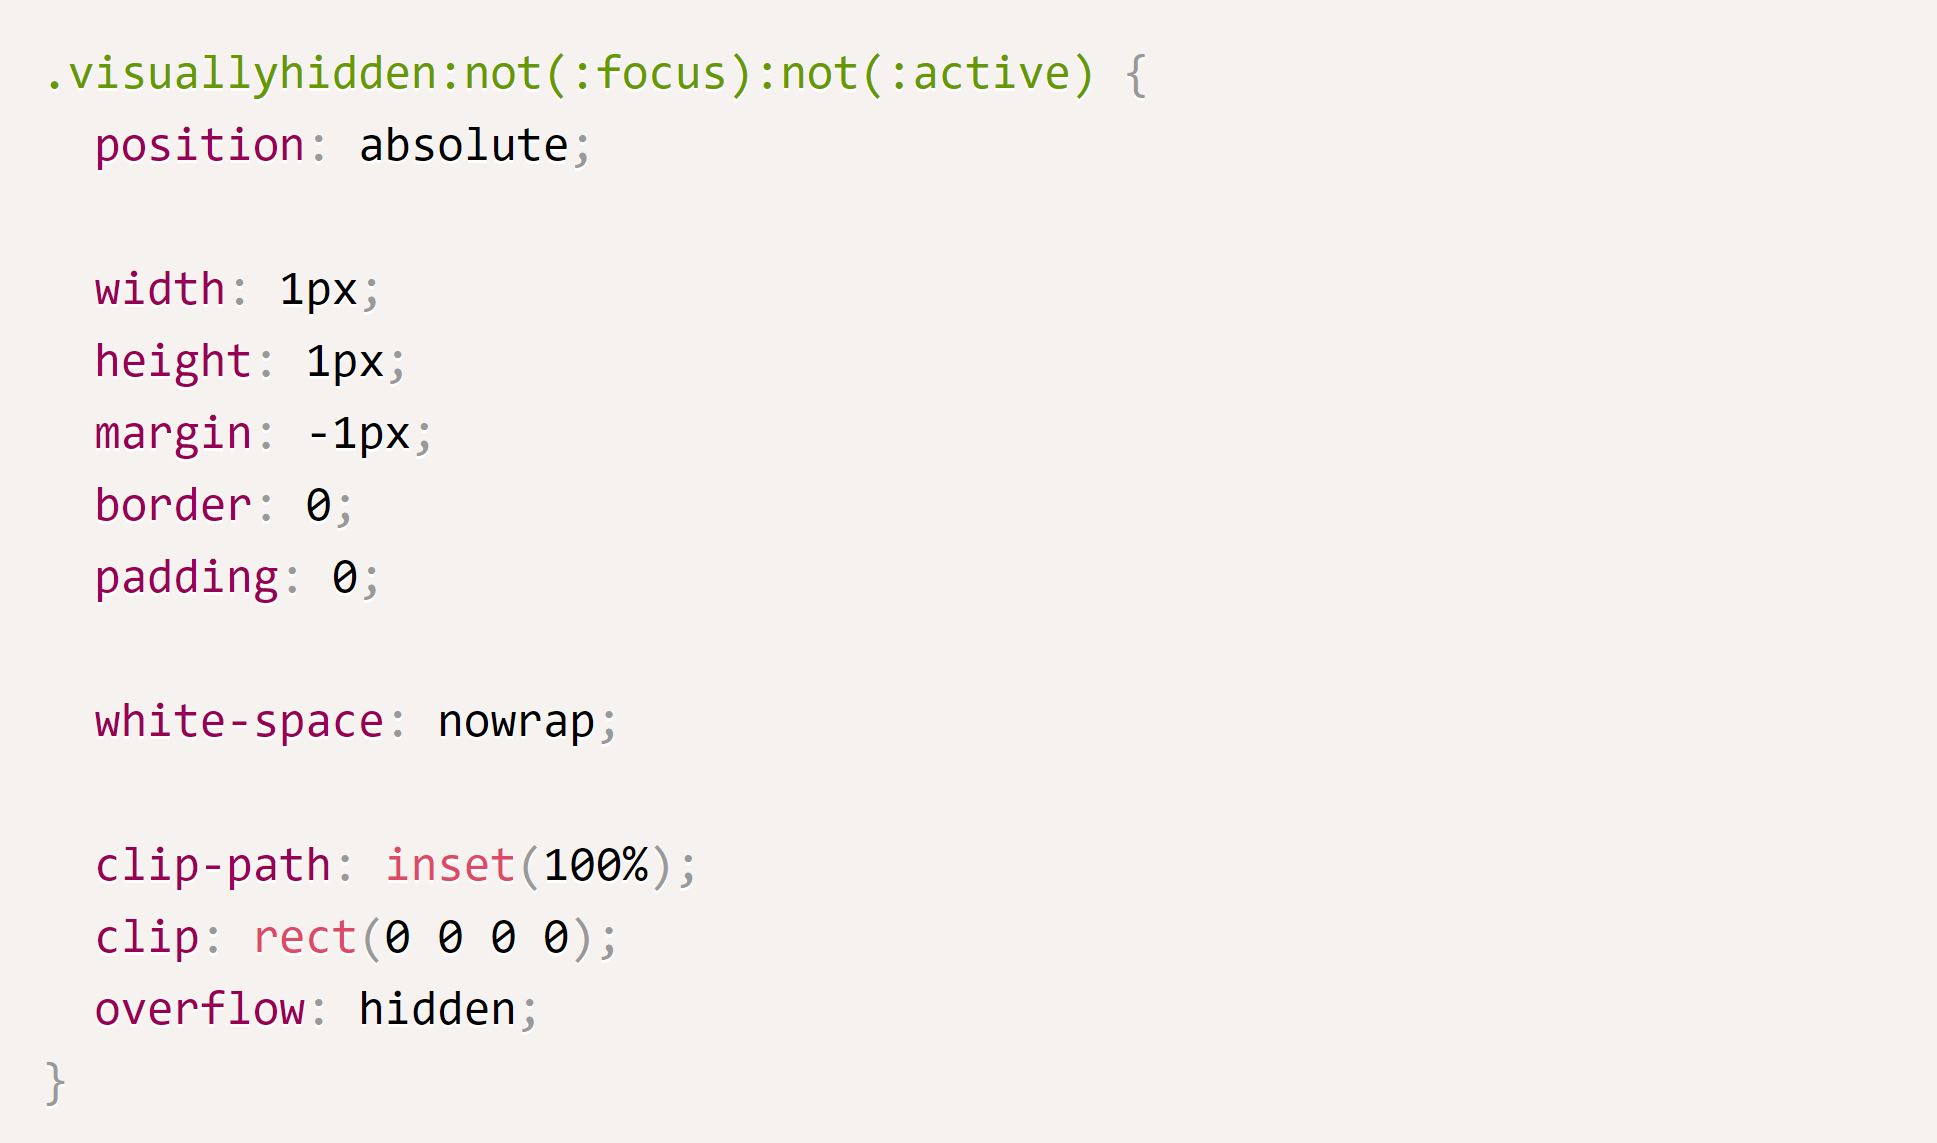 .visuallyhidden:not(:focus):not(:active) {
  position: absolute;

  width: 1px;
  height: 1px;
  margin: -1px;
  border: 0;
  padding: 0;

  white-space: nowrap;

  clip-path: inset(100%);
  clip: rect(0 0 0 0);
  overflow: hidden;
}